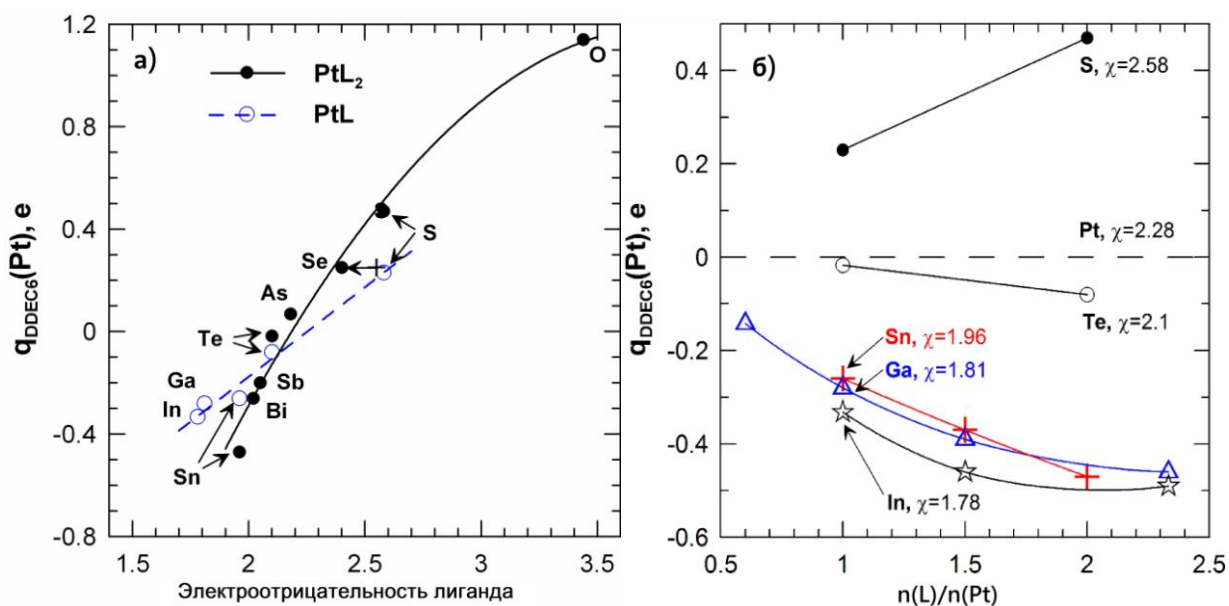 а)
PtL2
PtL
O
S
Se
As
Te
Ga
In
Sb
Bi
Sn
1.2
0.8
0.4
0
-0.4
-0.8
qDDEC6(Pt), e
1.5 2 2.5 3 3.5
Электроотрицательность лиганда
б)
S, χ=2.58
Pt, χ=2.28
Te, χ=2.1
Sn, χ=1.96
Ga, χ=1.81
In, χ=1.78
0.4
0.2
0
-0.2
-0.4
-0.6
qDDEC6(Pt), e
0.5 1 1.5 2 2.5
n(L)/n(Pt)